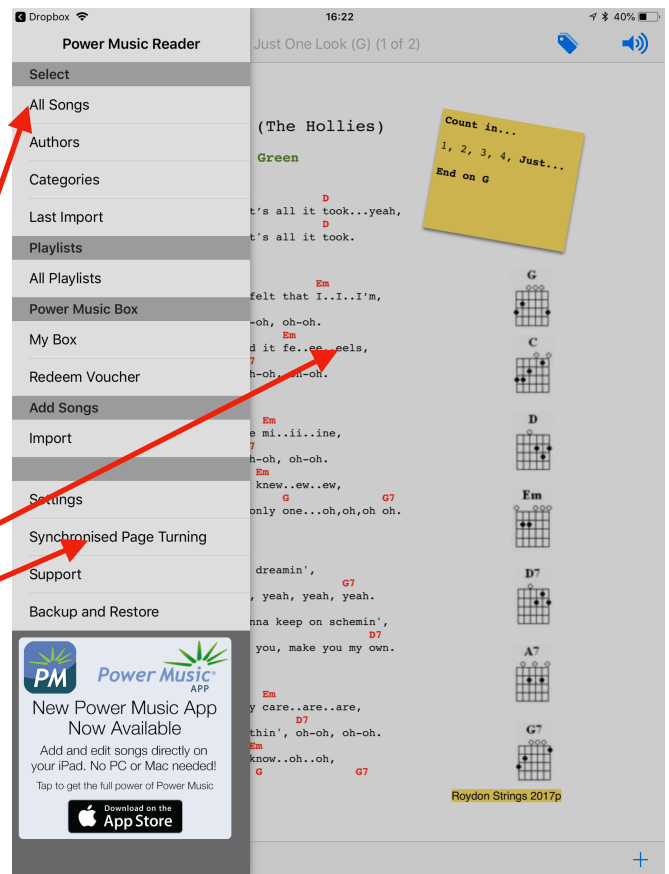 Dropbox
16:22
40%
Power Music Reader
Just One Look (G) (1 of 2)
Select
All Songs
Authors
Categories
Last Import
Playlists
All Playlists
Power Music Box
My Box
Redeem Voucher
Add Songs
Import
Settings
Synchronised Page Turning
Support
Backup and Restore
PM
Power Music
APP
New Power Music App
Now Available
Add and edit songs directly on
your iPad. No PC or Mac needed!
Tap to get the full power of Power Music
Download on the
App Store
(The Hollies)
Green
D
t's all it took...yeah,
D
t's all it took.
Em
felt that I..I..I'm,
-oh, oh-oh.
Em
d it fe..ee..eels,
7
h-oh, oh-oh.
Em
e mi..ii..ine,
7
h-oh, oh-oh.
Em
knew..ew..ew,
G G7
only one...oh,oh,oh oh.
dreamin',
G7
, yeah, yeah, yeah.
nna keep on schemin',
D7
you, make you my own.
Em
y care..are..are,
D7
thin', oh-oh, oh-oh.
Em
know..oh..oh,
G G7
Count in...
1, 2, 3, 4, Just...
End on G
G
C
D
Em
D7
A7
G7
Roydon Strings 2017p